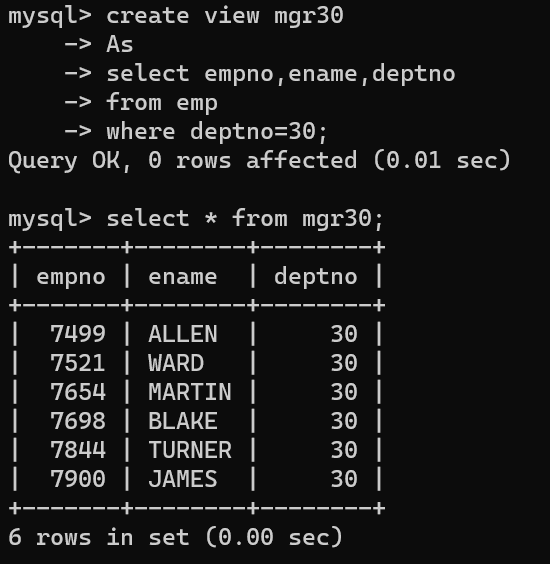 mysql> create view mgr30
    -> As
    -> select empno,ename,deptno
    -> from emp
    -> where deptno=30;
Query OK, 0 rows affected (0.01 sec)

mysql> select * from mgr30;
+-------+--------+--------+
| empno | ename  | deptno |
+-------+--------+--------+
|  7499 | ALLEN  |     30 |
|  7521 | WARD   |     30 |
|  7654 | MARTIN |     30 |
|  7698 | BLAKE  |     30 |
|  7844 | TURNER |     30 |
|  7900 | JAMES  |     30 |
+-------+--------+--------+
6 rows in set (0.00 sec)